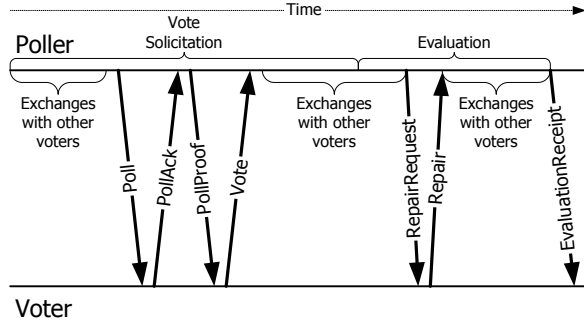 Time
Vote
Solicitation
Poller
Evaluation
Exchanges
with other
voters
Exchanges
with other
voters
Exchanges
with other
voters
Poll
PollAck
PollProof
Vote
RepairRequest
Repair
EvaluationReceipt
Voter